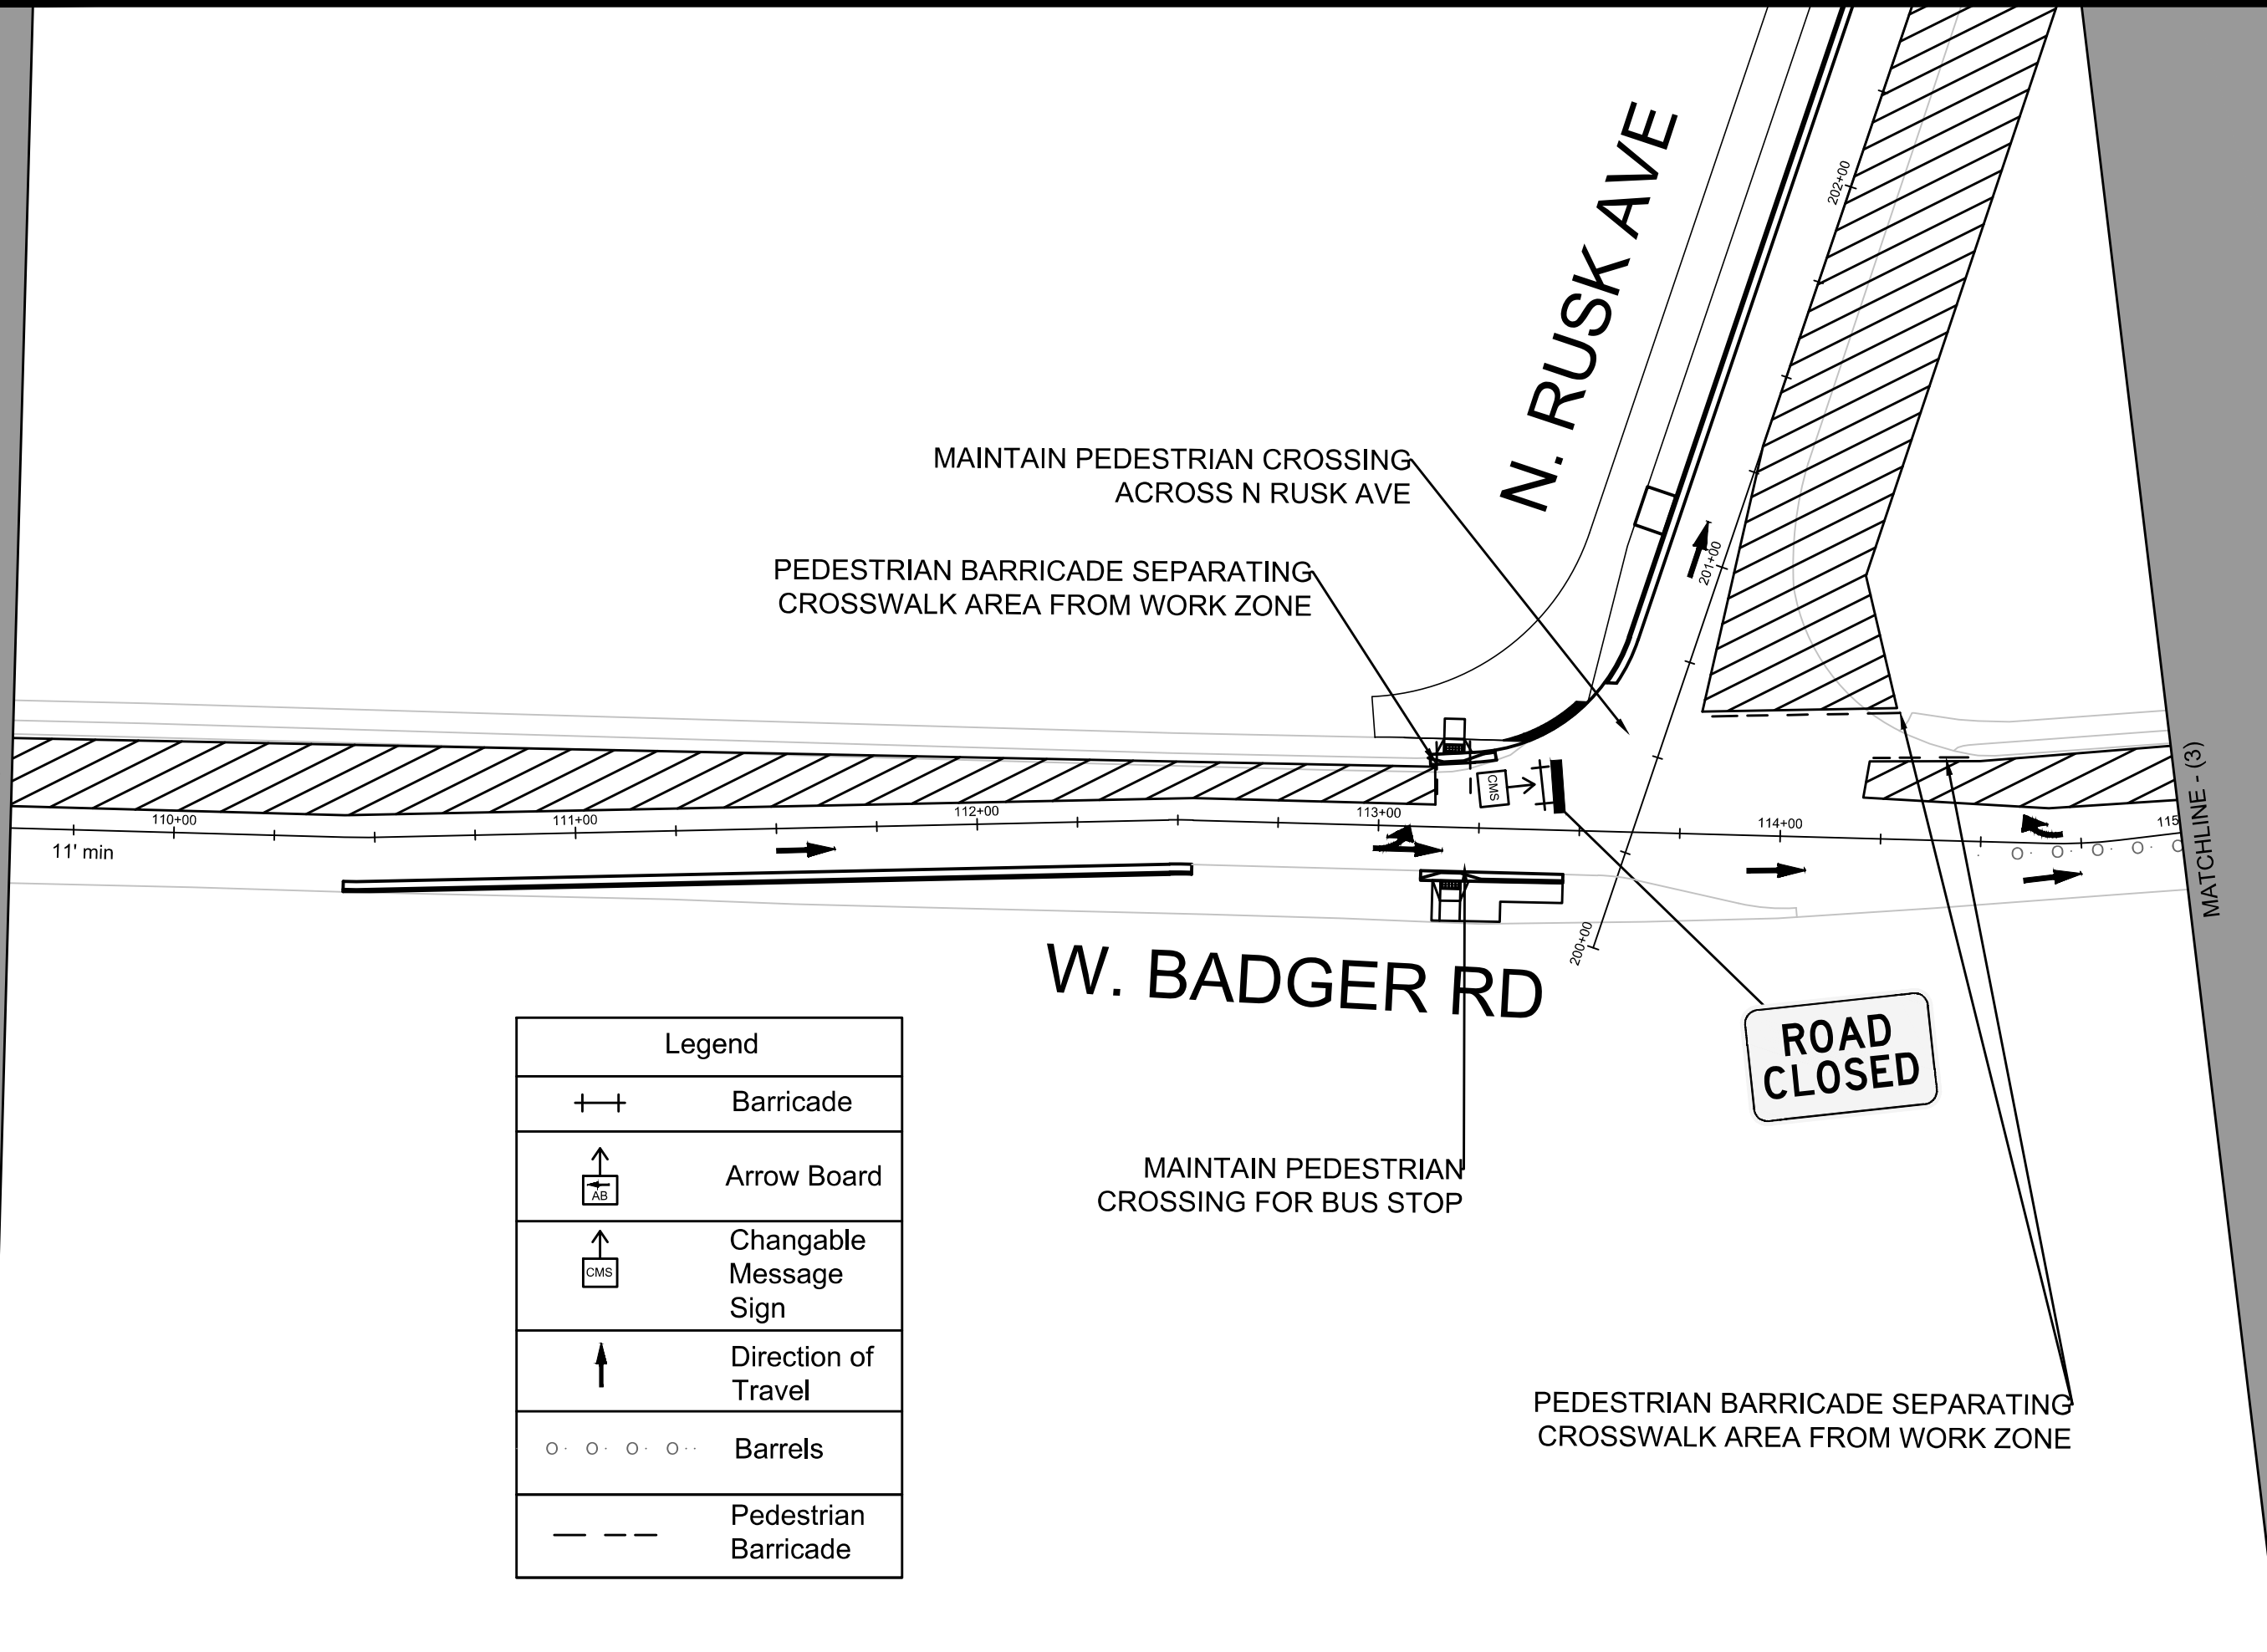 202+00
N. RUSK AVE
MAINTAIN PEDESTRIAN CROSSING
ACROSS N RUSK AVE
201+00
PEDESTRIAN BARRICADE SEPARATING
CROSSWALK AREA FROM WORK ZONE
CMS
MATCHLINE - (3)
110+00
111+00
112+00
113+00
114+00
115
11' min
200+00
W. BADGER RD
ROAD
CLOSED
Legend
Barricade
AB
Arrow Board
CMS
Changable
Message
Sign
Direction of
Travel
Barrels
Pedestrian
Barricade
MAINTAIN PEDESTRIAN
CROSSING FOR BUS STOP
PEDESTRIAN BARRICADE SEPARATING
CROSSWALK AREA FROM WORK ZONE